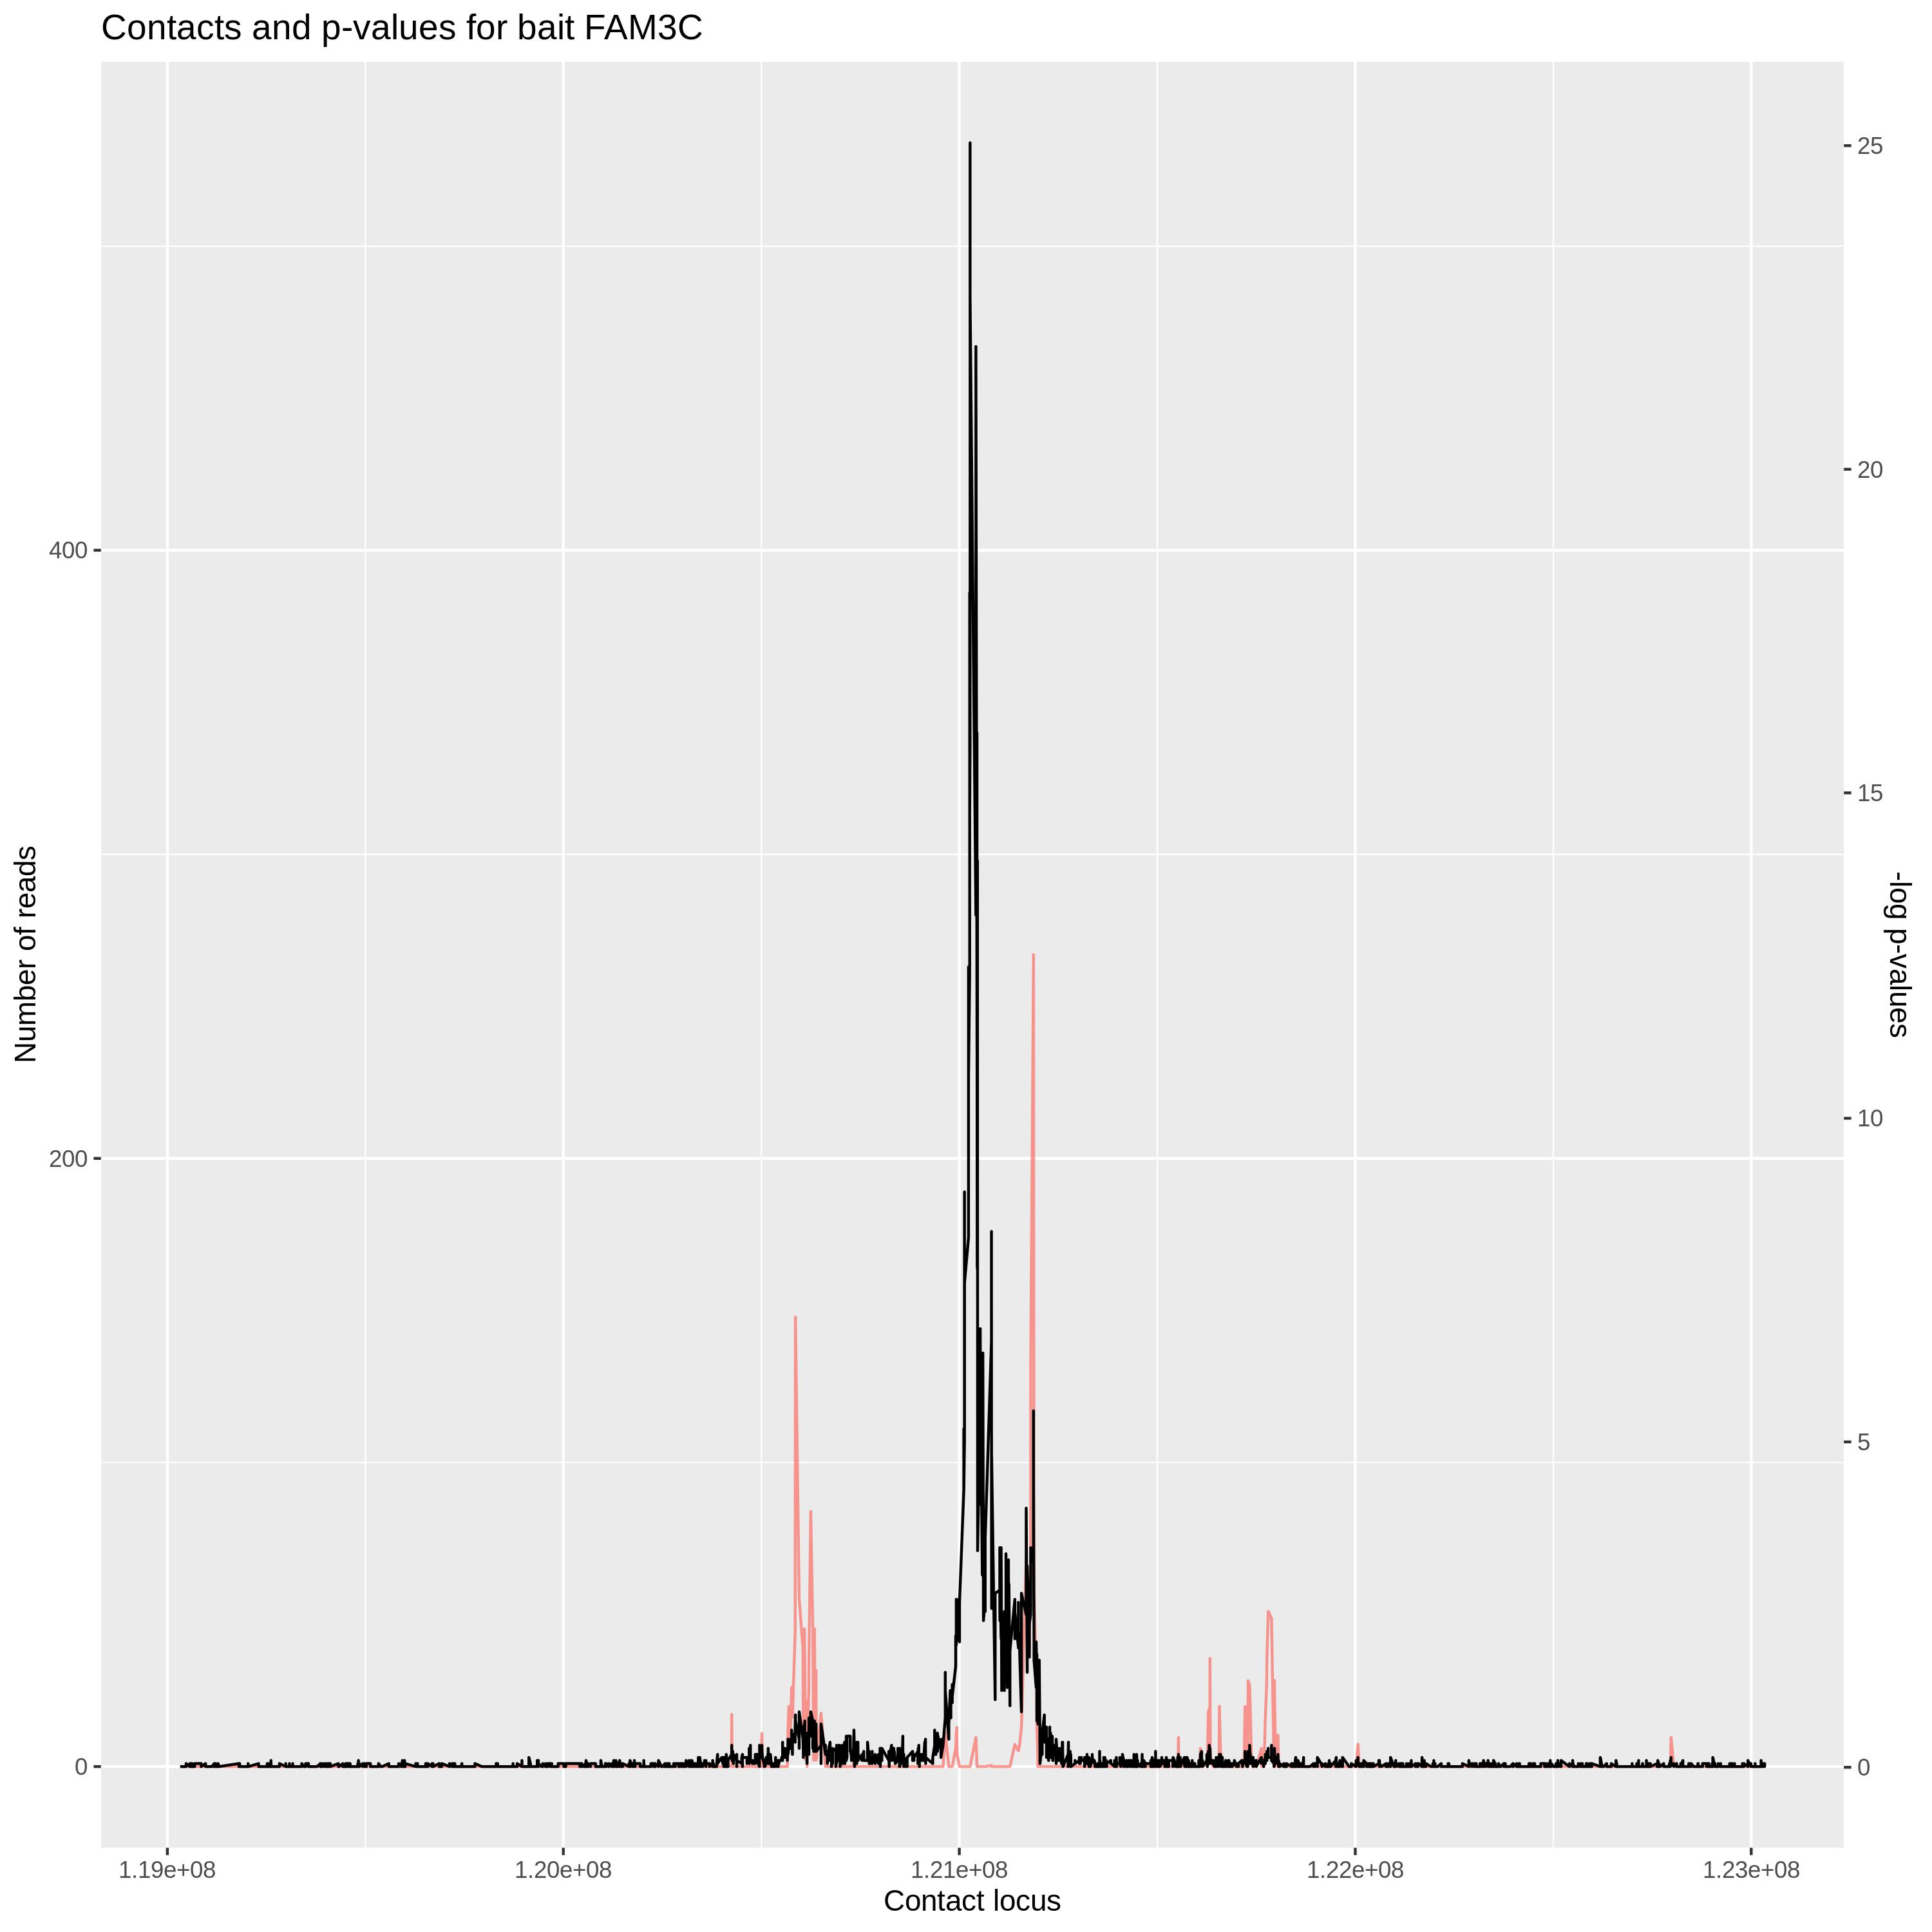 Contacts and p-values for bait FAM3C
Number of reads
400
200
0
25
20
15
10
5
0
-log p-values
1.19e+08
1.20e+08
1.21e+08
1.22e+08
1.23e+08
Contact locus